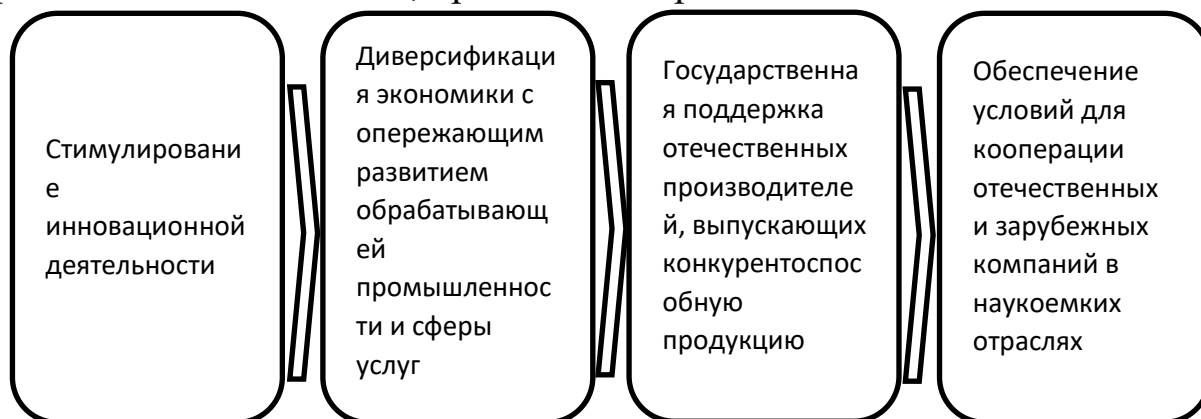 Стимулировани
е
инновационной
деятельности
Диверсификаци
я экономики с
опережающим
развитием
обрабатывающ
ей
промышленнос
ти и сферы
услуг
Государственна
я поддержка
отечественных
производителе
й, выпускающих
конкурентоспос
обную
продукцию
Обеспечение
условий для
кооперации
отечественных
и зарубежных
компаний в
наукоемких
отраслях